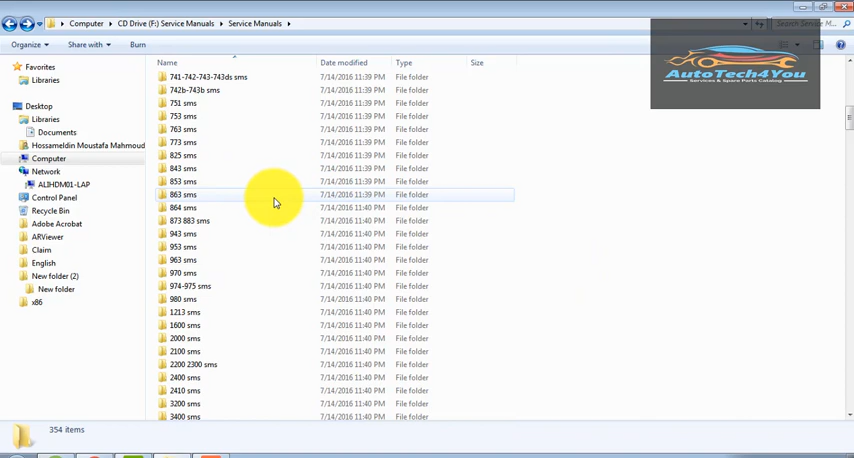 Computer ▸ CD Drive (F:) Service Manuals ▸ Service Manuals ▸
Search Service M...
Organize ▾ Share with ▾ Burn
AutoTech4You
Services & Spare Parts Catalog
Favorites
Libraries
Desktop
Libraries
Documents
Hossameldin Moustafa Mahmoud
Computer
Network
ALIHDM01-LAP
Control Panel
Recycle Bin
Adobe Acrobat
ARViewer
Claim
English
New folder (2)
New folder
x86
Name Date modified Type Size
741-742-743-743ds sms 7/14/2016 11:39 PM File folder
742b-743b sms 7/14/2016 11:39 PM File folder
751 sms 7/14/2016 11:39 PM File folder
753 sms 7/14/2016 11:39 PM File folder
763 sms 7/14/2016 11:39 PM File folder
773 sms 7/14/2016 11:39 PM File folder
825 sms 7/14/2016 11:39 PM File folder
843 sms 7/14/2016 11:39 PM File folder
853 sms 7/14/2016 11:39 PM File folder
863 sms 7/14/2016 11:39 PM File folder
864 sms 7/14/2016 11:40 PM File folder
873 883 sms 7/14/2016 11:40 PM File folder
943 sms 7/14/2016 11:40 PM File folder
953 sms 7/14/2016 11:40 PM File folder
963 sms 7/14/2016 11:40 PM File folder
970 sms 7/14/2016 11:40 PM File folder
974-975 sms 7/14/2016 11:40 PM File folder
980 sms 7/14/2016 11:40 PM File folder
1213 sms 7/14/2016 11:40 PM File folder
1600 sms 7/14/2016 11:40 PM File folder
2000 sms 7/14/2016 11:40 PM File folder
2100 sms 7/14/2016 11:40 PM File folder
2200 2300 sms 7/14/2016 11:40 PM File folder
2400 sms 7/14/2016 11:40 PM File folder
2410 sms 7/14/2016 11:40 PM File folder
3200 sms 7/14/2016 11:40 PM File folder
3400 sms 7/14/2016 11:40 PM File folder
354 items